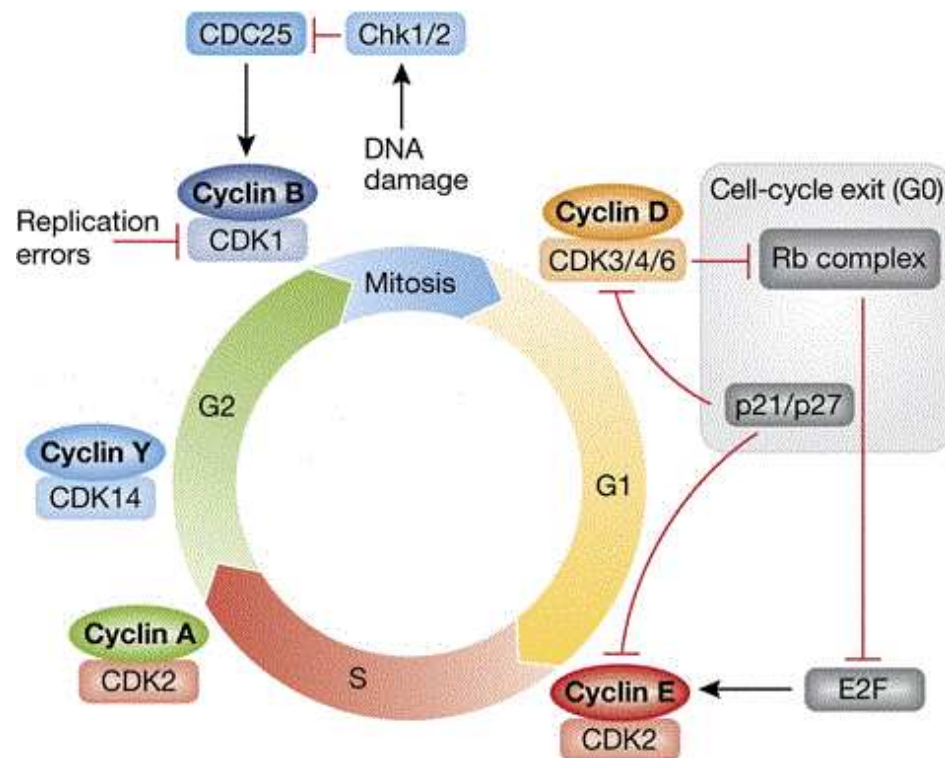 CDC25
Chk1/2
DNA
damage
Cyclin B
CDK1
Replication
errors
Cyclin D
CDK3/4/6
Cell-cycle exit (G0)
Rb complex
Mitosis
p21/p27
G2
G1
Cyclin Y
CDK14
Cyclin A
CDK2
S
Cyclin E
CDK2
E2F